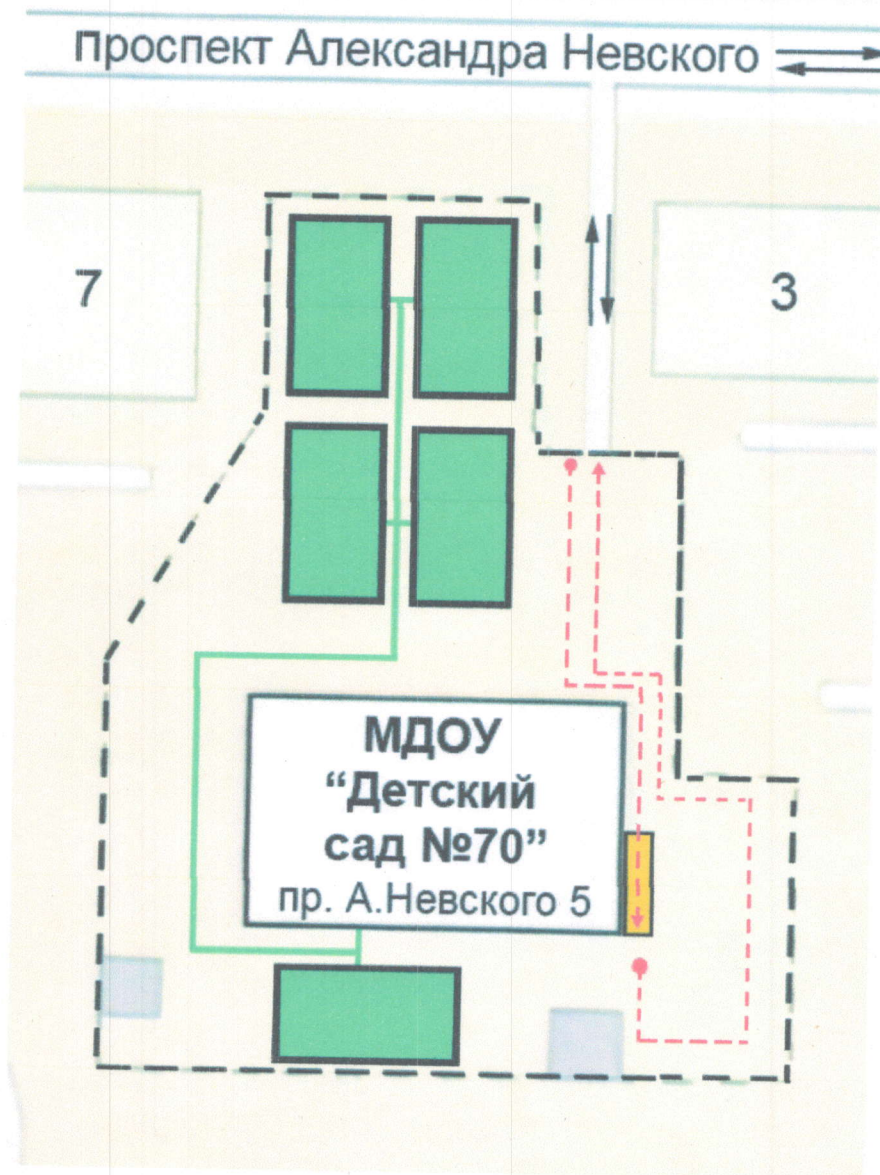 проспект Александра Невского
7
3
МДОУ
“Детский
сад №70”
пр. А.Невского 5